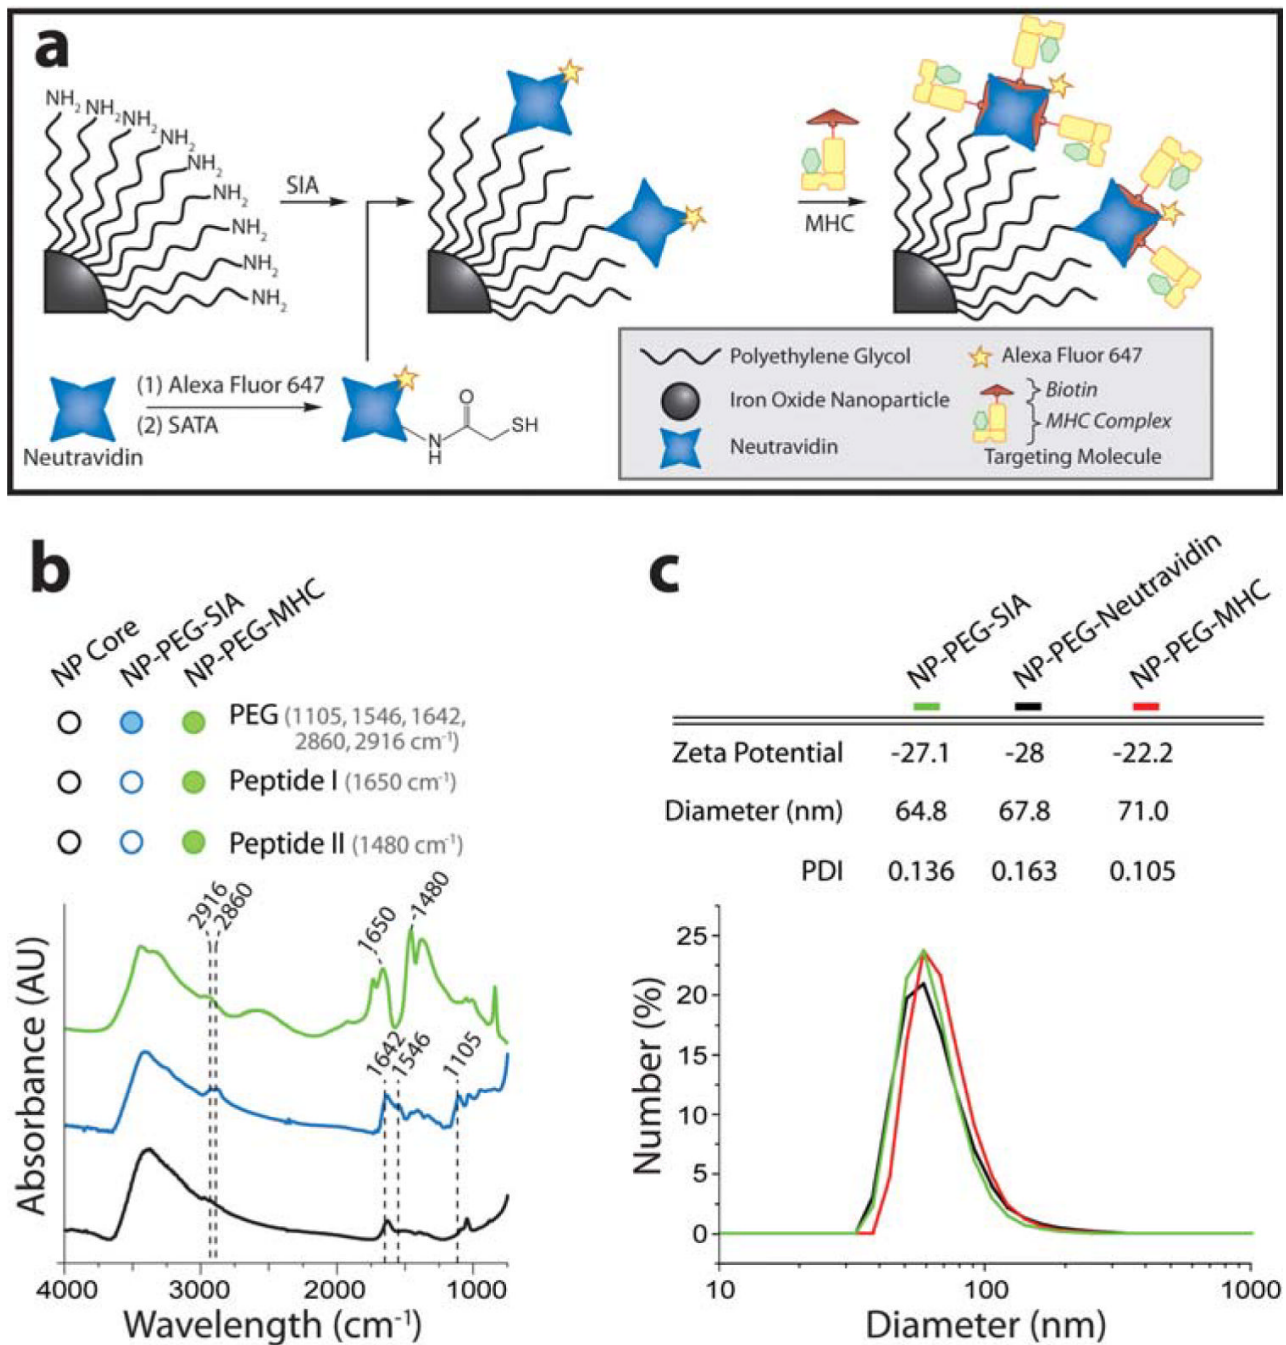 a
NH2 NH2 NH2
NH2
NH2
NH2
NH2
NH2
NH2
SIA
MHC
(1) Alexa Fluor 647
(2) SATA
Neutravidin
O
N
H
SH
Polyethylene Glycol
Iron Oxide Nanoparticle
Neutravidin
Alexa Fluor 647
Biotin
MHC Complex
Targeting Molecule
b
NP Core
NP-PEG-SIA
NP-PEG-MHC
PEG (1105, 1546, 1642,
2860, 2916 cm-1)
Peptide I (1650 cm-1)
Peptide II (1480 cm-1)
2916
2860
1650
1480
1642
1546
1105
Absorbance (AU)
4000 3000 2000 1000
Wavelength (cm-1)
c
NP-PEG-SIA
NP-PEG-Neutravidin
NP-PEG-MHC
Zeta Potential -27.1 -28 -22.2
Diameter (nm) 64.8 67.8 71.0
PDI 0.136 0.163 0.105
Number (%)
25
20
15
10
5
0
10 100 1000
Diameter (nm)